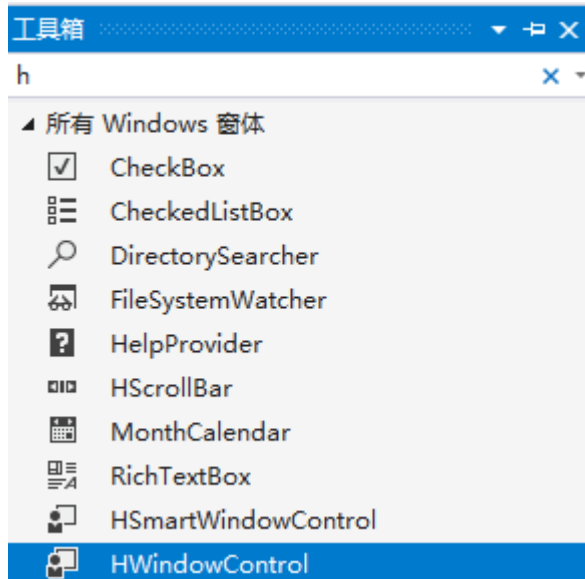 工具箱
h
所有 Windows 窗体
CheckBox
CheckedListBox
DirectorySearcher
FileSystemWatcher
HelpProvider
HScrollBar
MonthCalendar
RichTextBox
HSmartWindowControl
HWindowControl